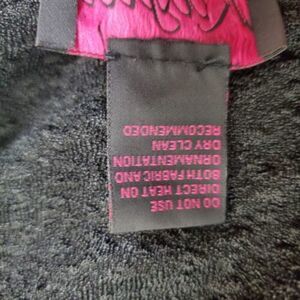 DO NOT USE
DIRECT HEAT ON
BOTH FABRIC AND
ORNAMENTATION
DRY CLEAN
RECOMMENDED